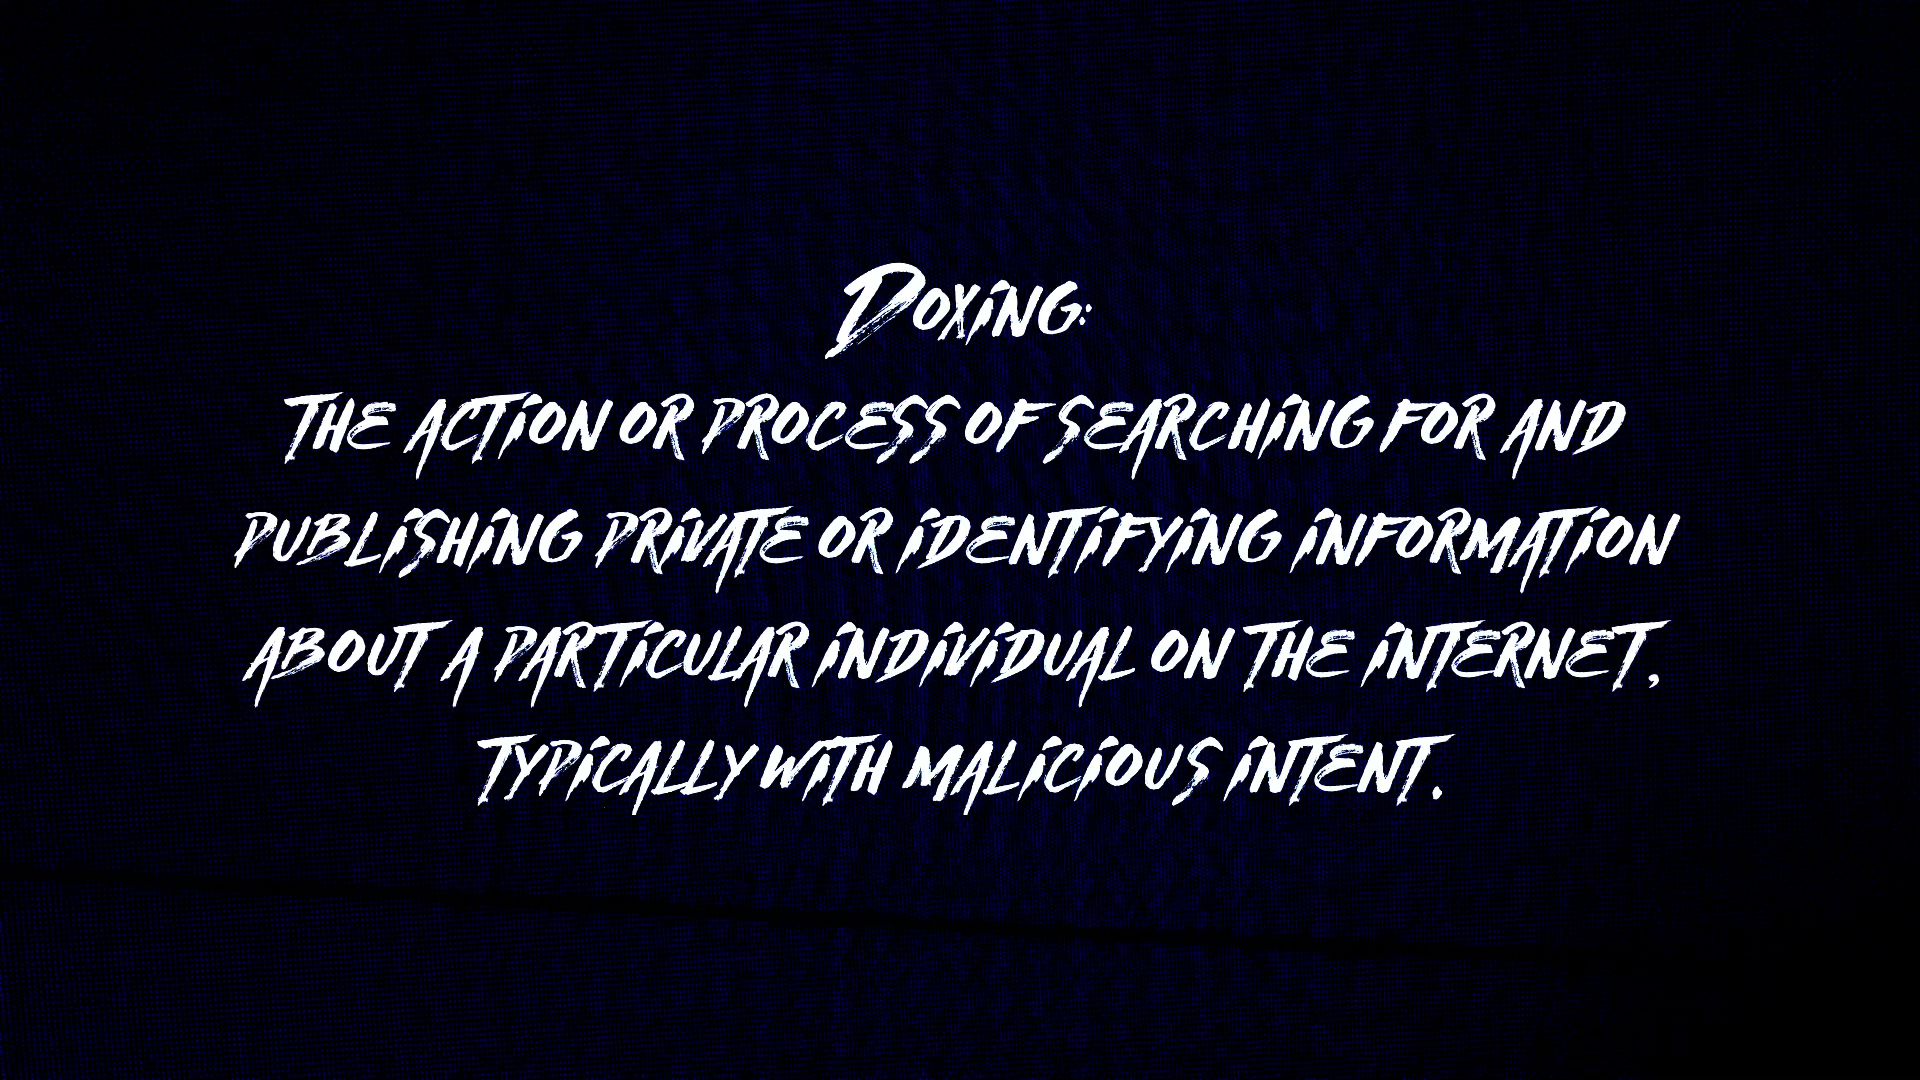 Doxing:
the action or process of searching for and
publishing private or identifying information
about a particular individual on the internet,
typically with malicious intent.